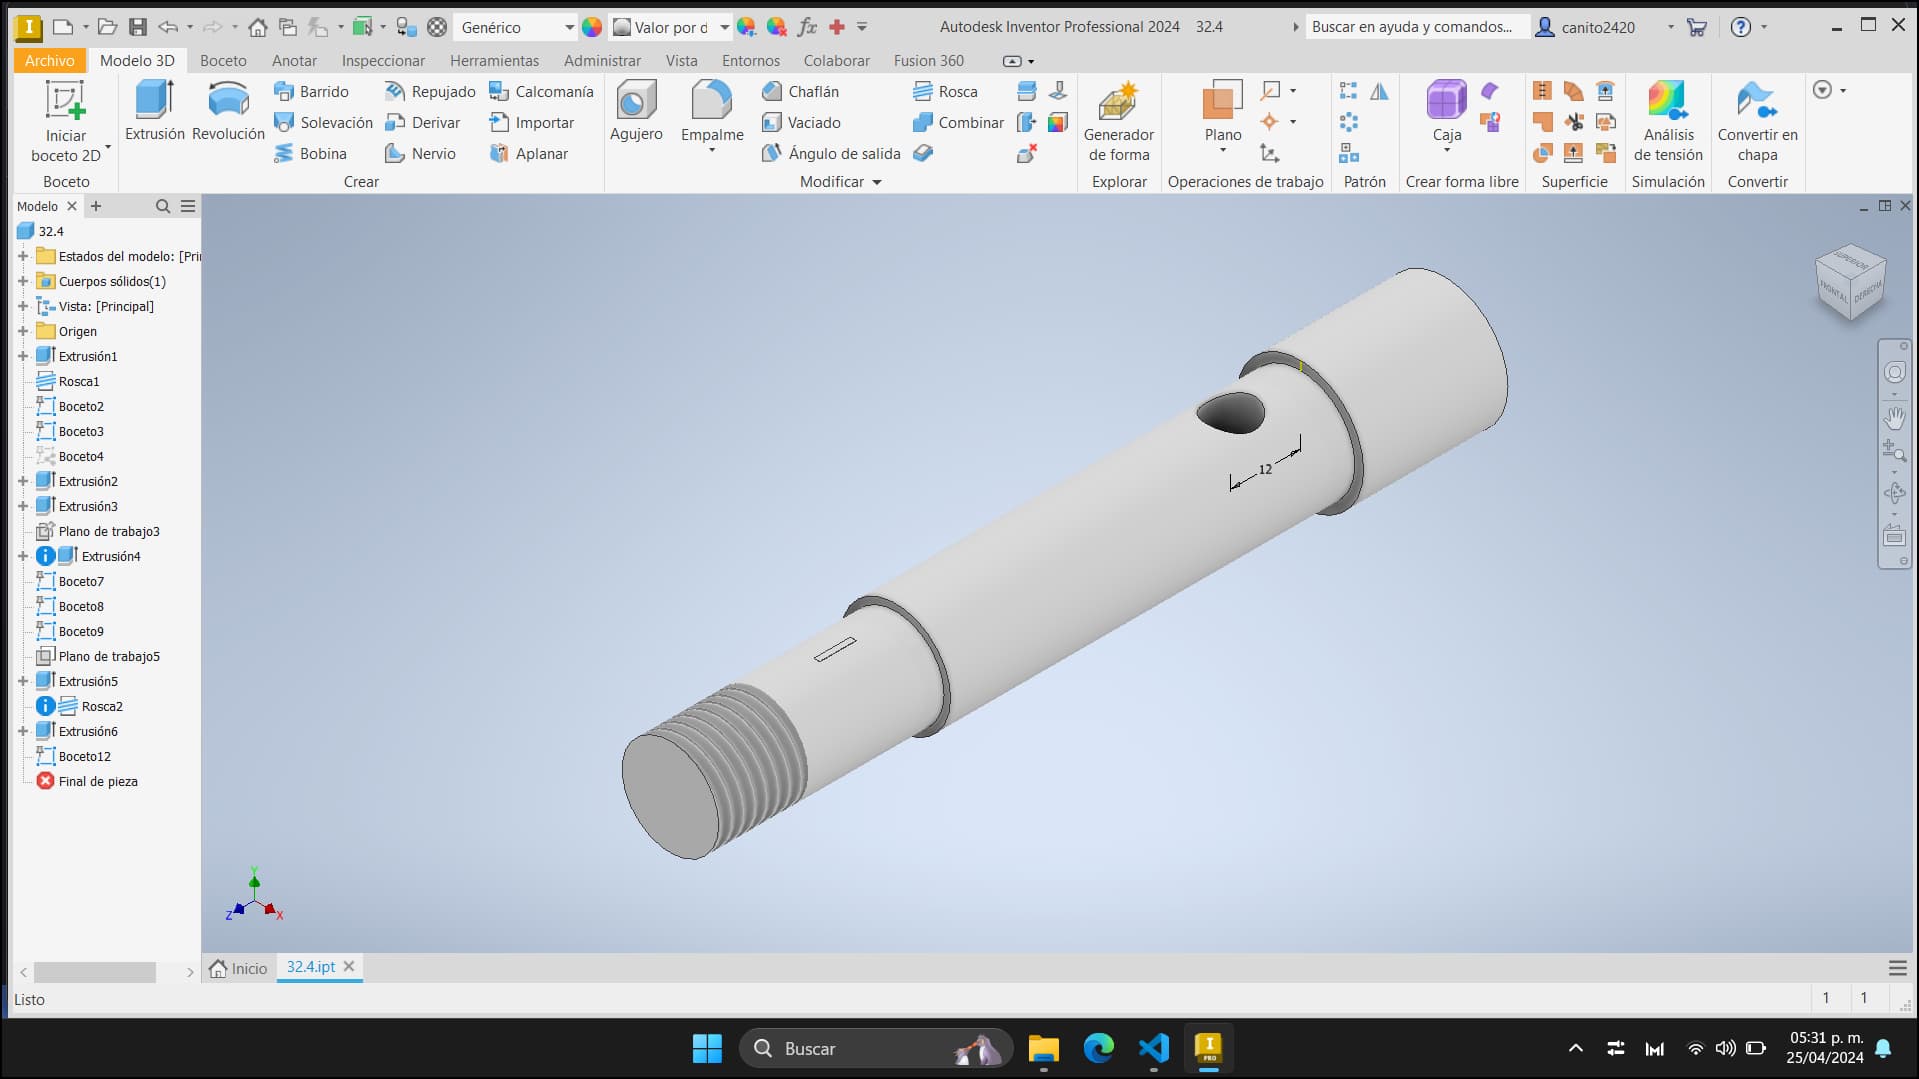 Genérico
Valor por d
fx
Autodesk Inventor Professional 2024 32.4
Buscar en ayuda y comandos...
canito2420
Archivo
Modelo 3D
Boceto
Anotar
Inspeccionar
Herramientas
Administrar
Vista
Entornos
Colaborar
Fusion 360
Iniciar
boceto 2D
Boceto
Extrusión
Revolución
Barrido
Solevación
Bobina
Repujado
Derivar
Nervio
Calcomanía
Importar
Aplanar
Crear
Agujero
Empalme
Chaflán
Vaciado
Ángulo de salida
Rosca
Combinar
Modificar
Generador
de forma
Explorar
Plano
Operaciones de trabajo
Patrón
Caja
Crear forma libre
Superficie
Análisis
de tensión
Simulación
Convertir en
chapa
Convertir
Modelo
32.4
Estados del modelo: [Pri
Cuerpos sólidos(1)
Vista: [Principal]
Origen
Extrusión1
Rosca1
Boceto2
Boceto3
Boceto4
Extrusión2
Extrusión3
Plano de trabajo3
Extrusión4
Boceto7
Boceto8
Boceto9
Plano de trabajo5
Extrusión5
Rosca2
Extrusión6
Boceto12
Final de pieza
12
SUPERIOR
FRONTAL
DERECHA
Y
Z
X
Inicio
32.4.ipt
Listo
1
1
Buscar
I
PRO
05:31 p. m.
25/04/2024